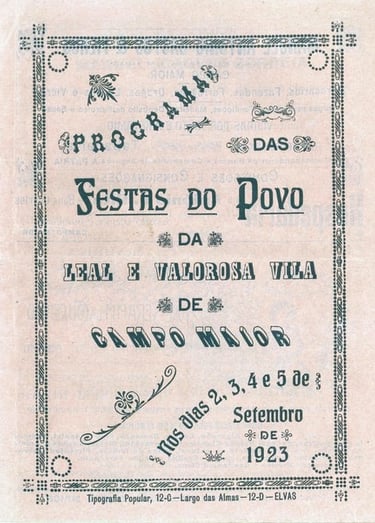 PROGRAMA
DAS
FESTAS DO POVO
DA
LEAL E VALOROSA VILA
DE
CAMPO MAIOR
Nos dias 2, 3, 4 e 5 de
Setembro
DE
1923
Tipografia Popular, 12-C—Largo das Almas—12-D—ELVAS